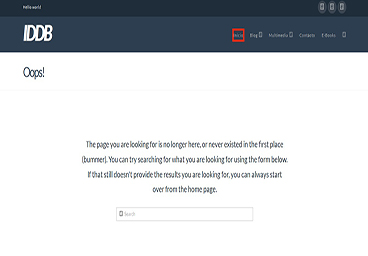 Hello world
IDDB
Home Blog Multimedia Contacto E-Books
Oops!
The page you are looking for is no longer here, or never existed in the first place
(bummer). You can try searching for what you are looking for using the form below.
If that still doesn't provide the results you are looking for, you can always start
over from the home page.
Search